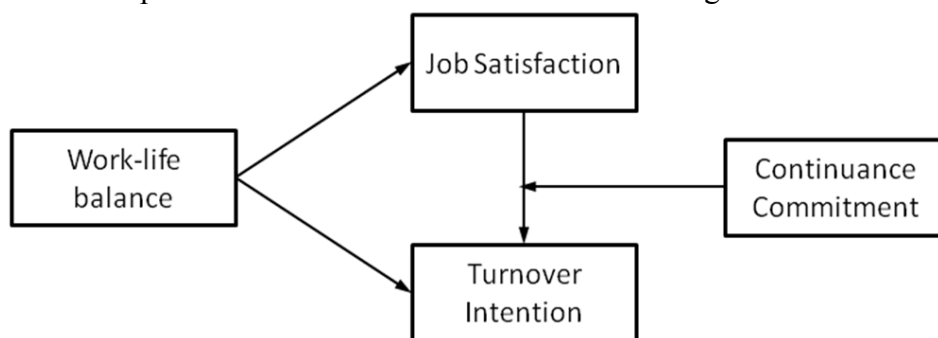 Job Satisfaction
Work-life
balance
Continuance
Commitment
Turnover
Intention